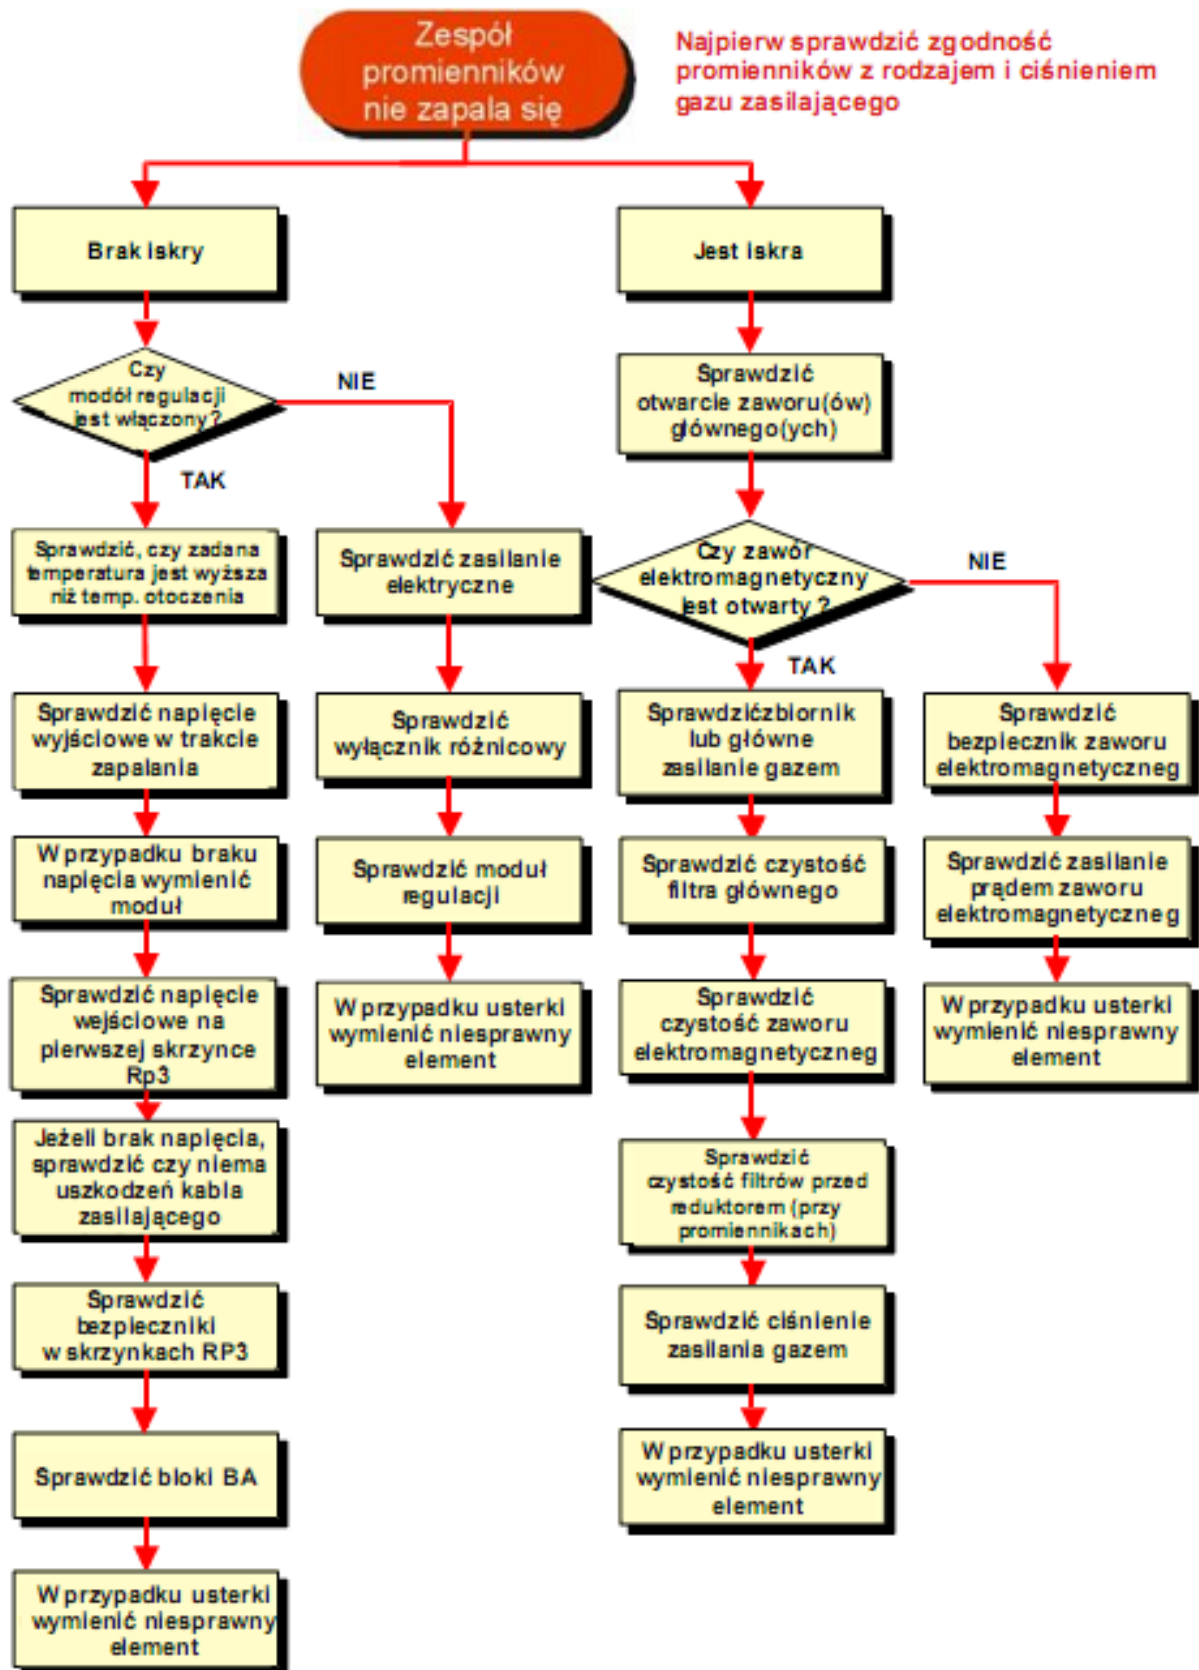 Zespół
promienników
nie zapala się
Najpierw sprawdzić zgodność
promienników z rodzajem i ciśnieniem
gazu zasilającego
Brak iskry
Jest iskra
Czy
modół regulacji
jest włączony?
NIE
TAK
Sprawdzić
otwarcie zaworu(ów)
głównego(ych)
Sprawdzić, czy zadana
temperatura jest wyższa
niż temp. otoczenia
Sprawdzić zasilanie
elektryczne
Czy zawór
elektromagnetyczny
jest otwarty?
NIE
TAK
Sprawdzić napięcie
wyjściowe w trakcie
zapalania
Sprawdzić
wyłącznik różnicowy
Sprawdzićzbiornik
lub główne
zasilanie gazem
Sprawdzić
bezpiecznik zaworu
elektromagnetyczneg
W przypadku braku
napięcia wymienić
moduł
Sprawdzić moduł
regulacji
Sprawdzić czystość
filtra głównego
Sprawdzić zasilanie
prądem zaworu
elektromagnetyczneg
Sprawdzić napięcie
wejściowe na
pierwszej skrzynce
Rp3
W przypadku usterki
wymienić niesprawny
element
Sprawdzić
czystość zaworu
elektromagnetyczneg
W przypadku usterki
wymienić niesprawny
element
Jeżeli brak napięcia,
sprawdzić czy niema
uszkodzeń kabla
zasilającego
Sprawdzić
czystość filtrów przed
reduktorem (przy
promiennikach)
Sprawdzić
bezpieczniki
w skrzynkach RP3
Sprawdzić ciśnienie
zasilania gazem
Sprawdzić bloki BA
W przypadku usterki
wymienić niesprawny
element
W przypadku usterki
wymienić niesprawny
element